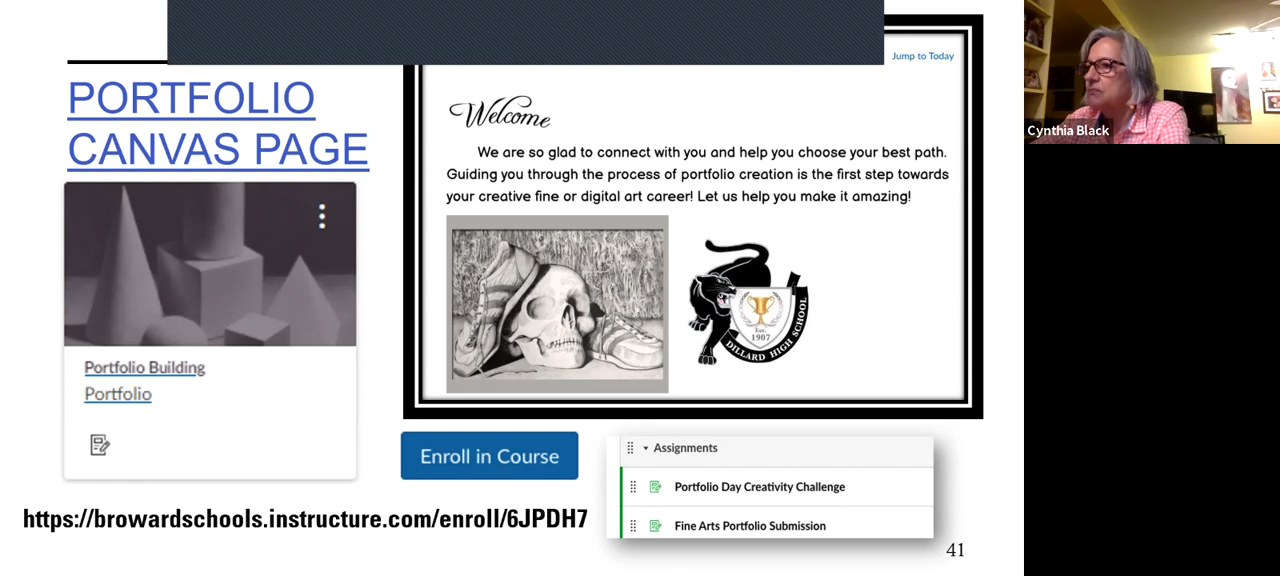 PORTFOLIO
CANVAS PAGE
Portfolio Building
Portfolio
https://browardschools.instructure.com/enroll/6JPDH7
Jump to Today
Welcome
We are so glad to connect with you and help you choose your best path.
Guiding you through the process of portfolio creation is the first step towards
your creative fine or digital art career! Let us help you make it amazing!
Est.
1907
DILLARD HIGH SCHOOL
Enroll in Course
Assignments
Portfolio Day Creativity Challenge
Fine Arts Portfolio Submission
41
Cynthia Black